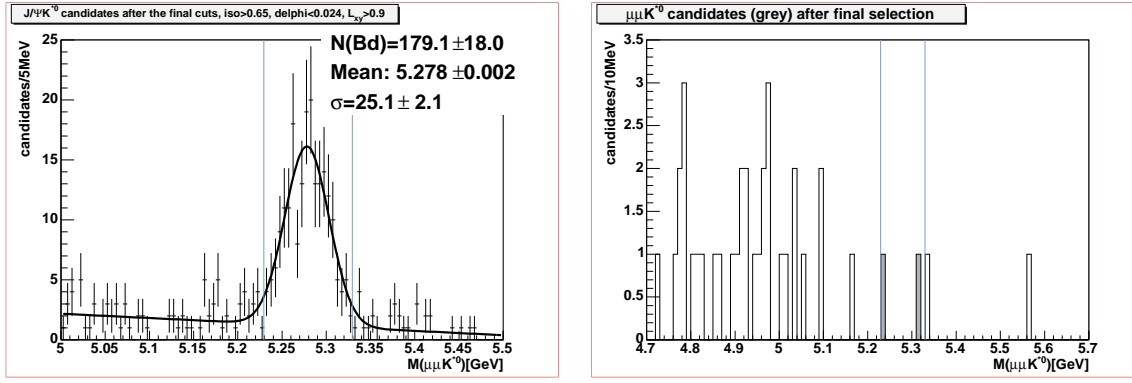 J/ΨK*0 candidates after the final cuts, iso>0.65, delphi<0.024, Lxy>0.9
candidates/5MeV
25
20
15
10
5
0
N(Bd)=179.1 ±18.0
Mean: 5.278 ±0.002
σ=25.1 ± 2.1
5 5.05 5.1 5.15 5.2 5.25 5.3 5.35 5.4 5.45 5.5
M(μμK*0)[GeV]
μμK*0 candidates (grey) after final selection
candidates/10MeV
3.5
3
2.5
2
1.5
1
0.5
0
4.7 4.8 4.9 5 5.1 5.2 5.3 5.4 5.5 5.6 5.7
M(μμK*0)[GeV]